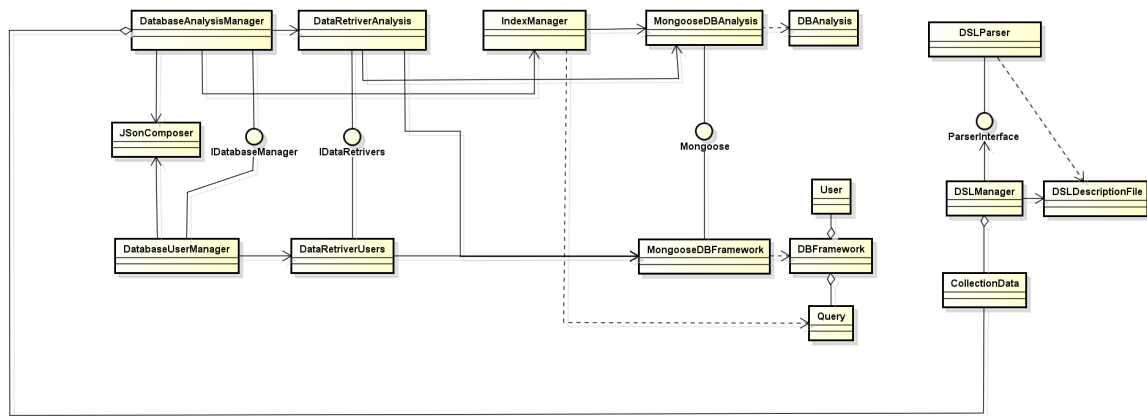 DatabaseAnalysisManager
DataRetriverAnalysis
IndexManager
MongooseDBAnalysis
DBAnalysis
DSLParser
JSonComposer
IDatabaseManager
IDataRetrivers
Mongoose
ParserInterface
User
DSLManager
DSLDescriptionFile
DatabaseUserManager
DataRetriverUsers
MongooseDBFramework
DBFramework
CollectionData
Query